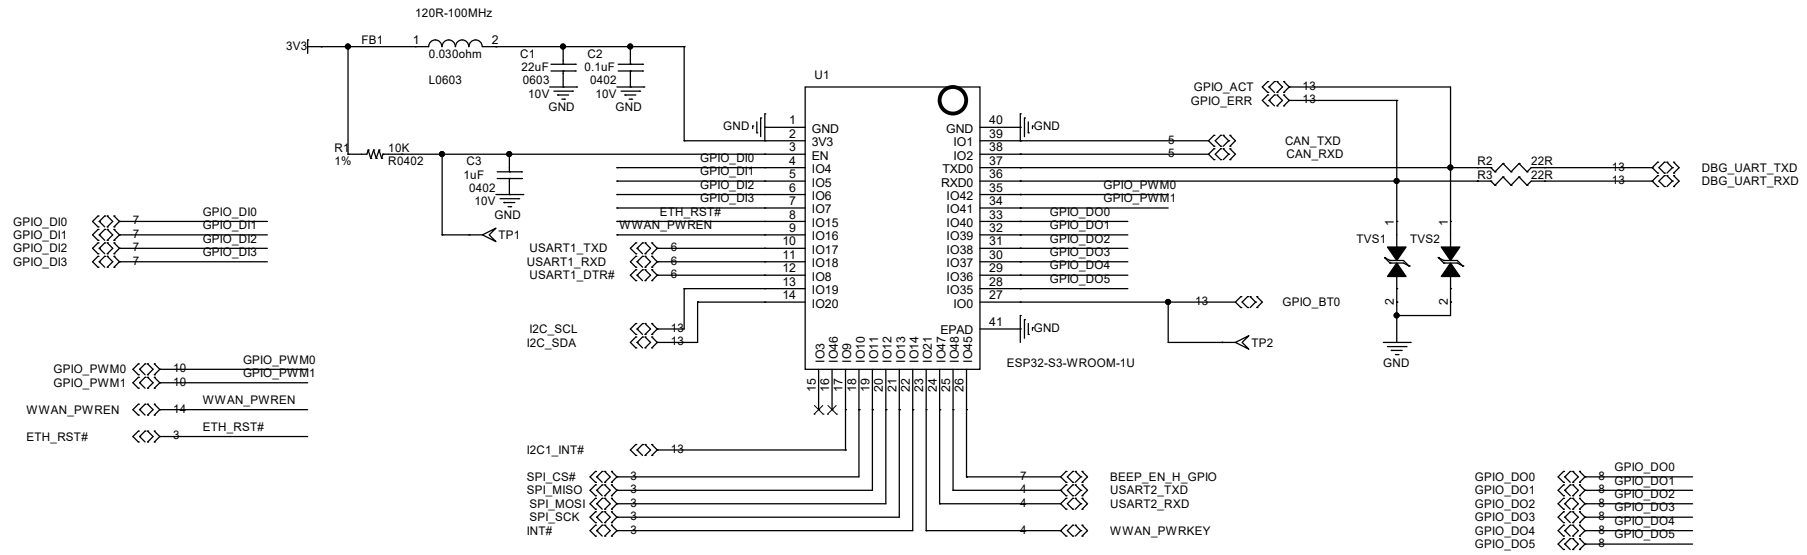 120R-100MHz
3V3 FB1 1 2
0.030ohm
L0603
C1
22uF
0603
10V
GND
C2
0.1uF
0402
10V
GND
R1
1%
10K
R0402
C3
1uF
0402
10V
GND
TP1
U1
GND 1 GND
2 3V3
3 EN
GPIO_DI0 4 IO4
GPIO_DI1 5 IO5
GPIO_DI2 6 IO6
GPIO_DI3 7 IO7
ETH_RST# 8 IO15
WWAN_PWREN 9 IO16
USART1_TXD 6 10 IO17
USART1_RXD 6 11 IO18
USART1_DTR# 6 12 IO8
13 IO19
14 IO20
I2C_SCL 13
I2C_SDA 13
GND 40 GND
IO1 39 5 CAN_TXD
IO2 38 5 CAN_RXD
TXD0 37
RXD0 36
IO42 35 GPIO_PWM0
IO41 34 GPIO_PWM1
IO40 33 GPIO_DO0
IO39 32 GPIO_DO1
IO38 31 GPIO_DO2
IO37 30 GPIO_DO3
IO36 29 GPIO_DO4
IO35 28 GPIO_DO5
IO0 27 13 GPIO_BT0
EPAD 41 GND
TP2
ESP32-S3-WROOM-1U
IO3 15
IO46 16
IO9 17
IO10 18
IO11 19
IO12 20
IO13 21
IO14 22
IO21 23
IO47 24
IO48 25
IO45 26
GPIO_ACT 13
GPIO_ERR 13
R2 22R 13 DBG_UART_TXD
R3 22R 13 DBG_UART_RXD
TVS1 1 2
TVS2 1 2
GND
GPIO_DI0 7 GPIO_DI0
GPIO_DI1 7 GPIO_DI1
GPIO_DI2 7 GPIO_DI2
GPIO_DI3 7 GPIO_DI3
GPIO_PWM0 10 GPIO_PWM0
GPIO_PWM1 10 GPIO_PWM1
WWAN_PWREN 14 WWAN_PWREN
ETH_RST# 3 ETH_RST#
I2C1_INT# 13
SPI_CS# 3
SPI_MISO 3
SPI_MOSI 3
SPI_SCK 3
INT# 3
7 BEEP_EN_H_GPIO
4 USART2_TXD
4 USART2_RXD
4 WWAN_PWRKEY
GPIO_DO0 8 GPIO_DO0
GPIO_DO1 8 GPIO_DO1
GPIO_DO2 8 GPIO_DO2
GPIO_DO3 8 GPIO_DO3
GPIO_DO4 8 GPIO_DO4
GPIO_DO5 8 GPIO_DO5